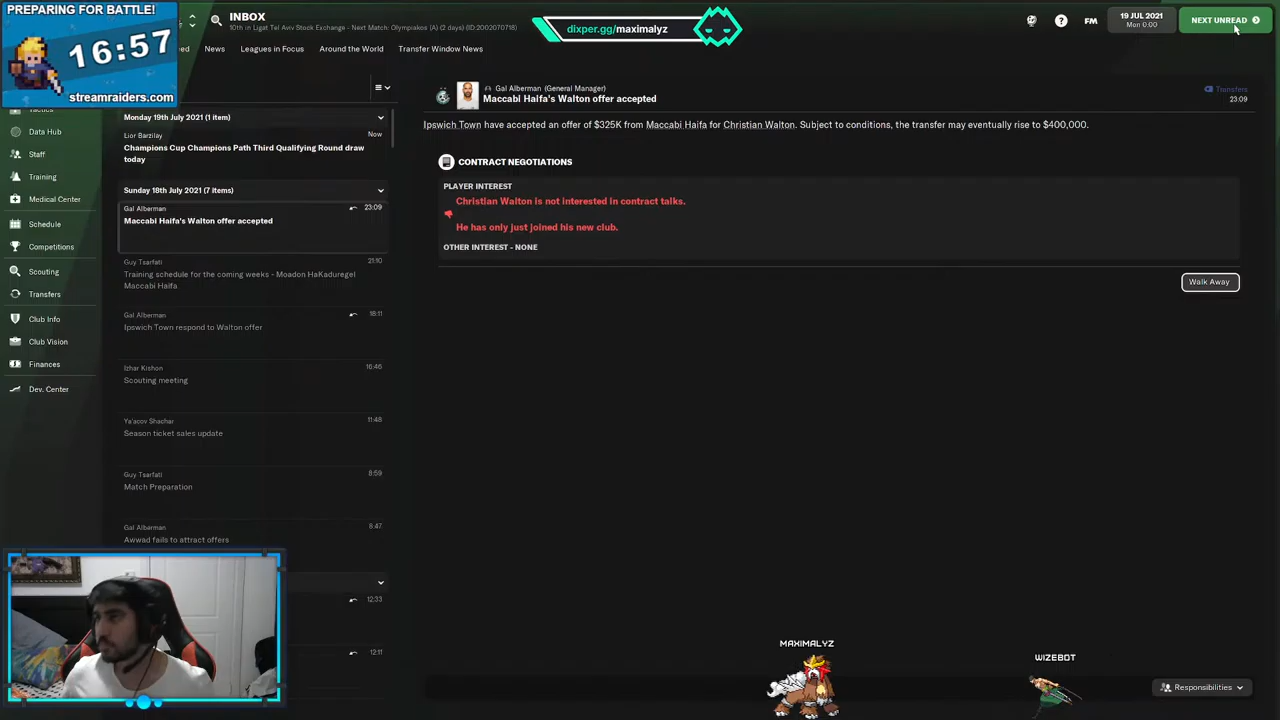 PREPARING FOR BATTLE!
16:57
streamraiders.com
INBOX
10th in Ligat Tel Aviv Stock Exchange - Next Match: Olympiakos (A) (2 days) (ID:2002070718)
dixper.gg/maximalyz
FM
19 JUL 2021
Mon 0:00
NEXT UNREAD
News
Leagues in Focus
Around the World
Transfer Window News
Tactics
Data Hub
Staff
Training
Medical Center
Schedule
Competitions
Scouting
Transfers
Club Info
Club Vision
Finances
Dev. Center
Monday 19th July 2021 (1 item)
Lior Barzilay
Now
Champions Cup Champions Path Third Qualifying Round draw
today
Sunday 18th July 2021 (7 items)
Gal Alberman
23:09
Maccabi Haifa's Walton offer accepted
Guy Tsarfati
21:10
Training schedule for the coming weeks - Moadon HaKaduregel
Maccabi Haifa
Gal Alberman
18:11
Ipswich Town respond to Walton offer
Izhar Kishon
16:46
Scouting meeting
Ya'acov Shachar
11:48
Season ticket sales update
Guy Tsarfati
8:59
Match Preparation
Gal Alberman
8:47
Awwad fails to attract offers
12:33
12:11
Gal Alberman (General Manager)
Maccabi Haifa's Walton offer accepted
Transfers
23:09
Ipswich Town have accepted an offer of $325K from Maccabi Haifa for Christian Walton. Subject to conditions, the transfer may eventually rise to $400,000.
CONTRACT NEGOTIATIONS
PLAYER INTEREST
Christian Walton is not interested in contract talks.
He has only just joined his new club.
OTHER INTEREST - NONE
Walk Away
MAXIMALYZ
WIZEBOT
Responsibilities